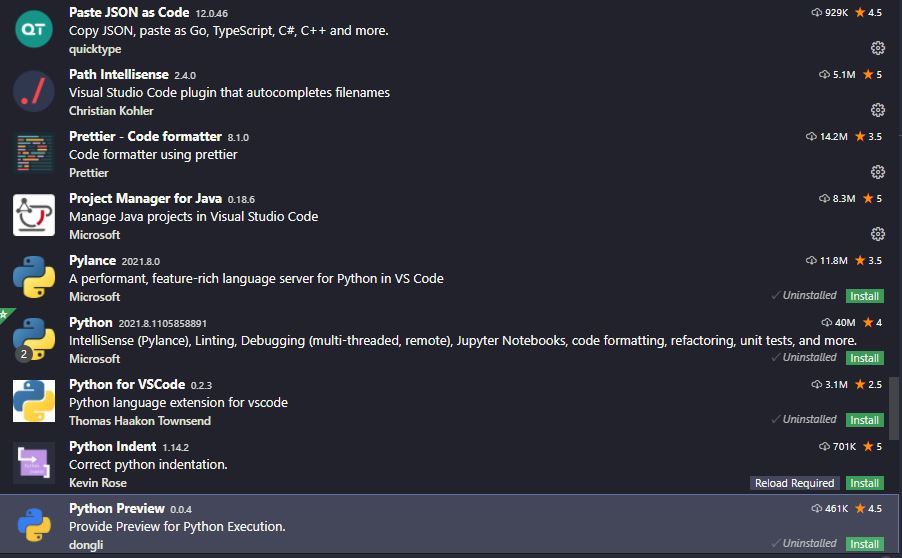 Paste JSON as Code 12.0.46 929K 4.5
QT
Copy JSON, paste as Go, TypeScript, C#, C++ and more.
quicktype
Path Intellisense 2.4.0 5.1M 5
./
Visual Studio Code plugin that autocompletes filenames
Christian Kohler
Prettier - Code formatter 8.1.0 14.2M 3.5
Code formatter using prettier
Prettier
Project Manager for Java 0.18.6 8.3M 5
Manage Java projects in Visual Studio Code
Microsoft
Pylance 2021.8.0 11.8M 3.5
A performant, feature-rich language server for Python in VS Code
Microsoft Uninstalled Install
Python 2021.8.1105858891 40M 4
IntelliSense (Pylance), Linting, Debugging (multi-threaded, remote), Jupyter Notebooks, code formatting, refactoring, unit tests, and more.
2
Microsoft Uninstalled Install
Python for VSCode 0.2.3 3.1M 2.5
Python language extension for vscode
Thomas Haakon Townsend Uninstalled Install
Python Indent 1.14.2 701K 5
Correct python indentation.
Kevin Rose Reload Required Install
Python Preview 0.0.4 461K 4.5
Provide Preview for Python Execution.
dongli Uninstalled Install